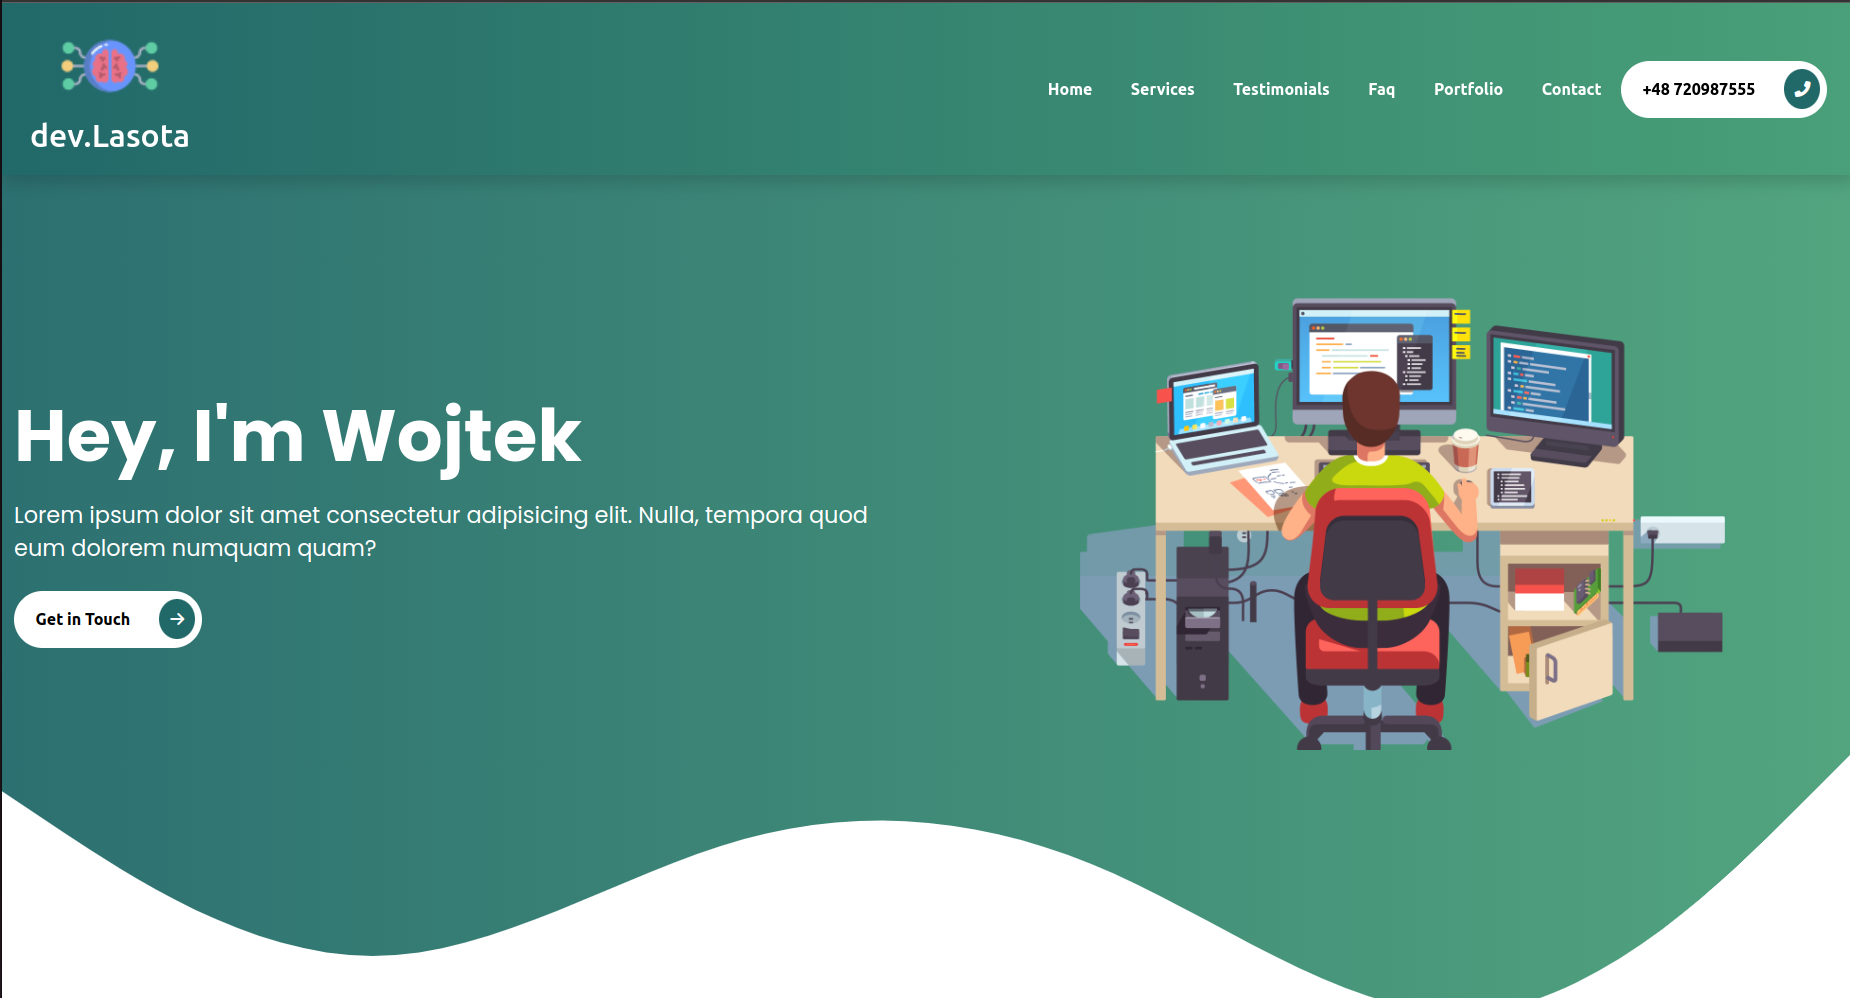 dev.Lasota
Home Services Testimonials Faq Portfolio Contact +48 720987555
Hey, I'm Wojtek
Lorem ipsum dolor sit amet consectetur adipisicing elit. Nulla, tempora quod
eum dolorem numquam quam?
Get in Touch